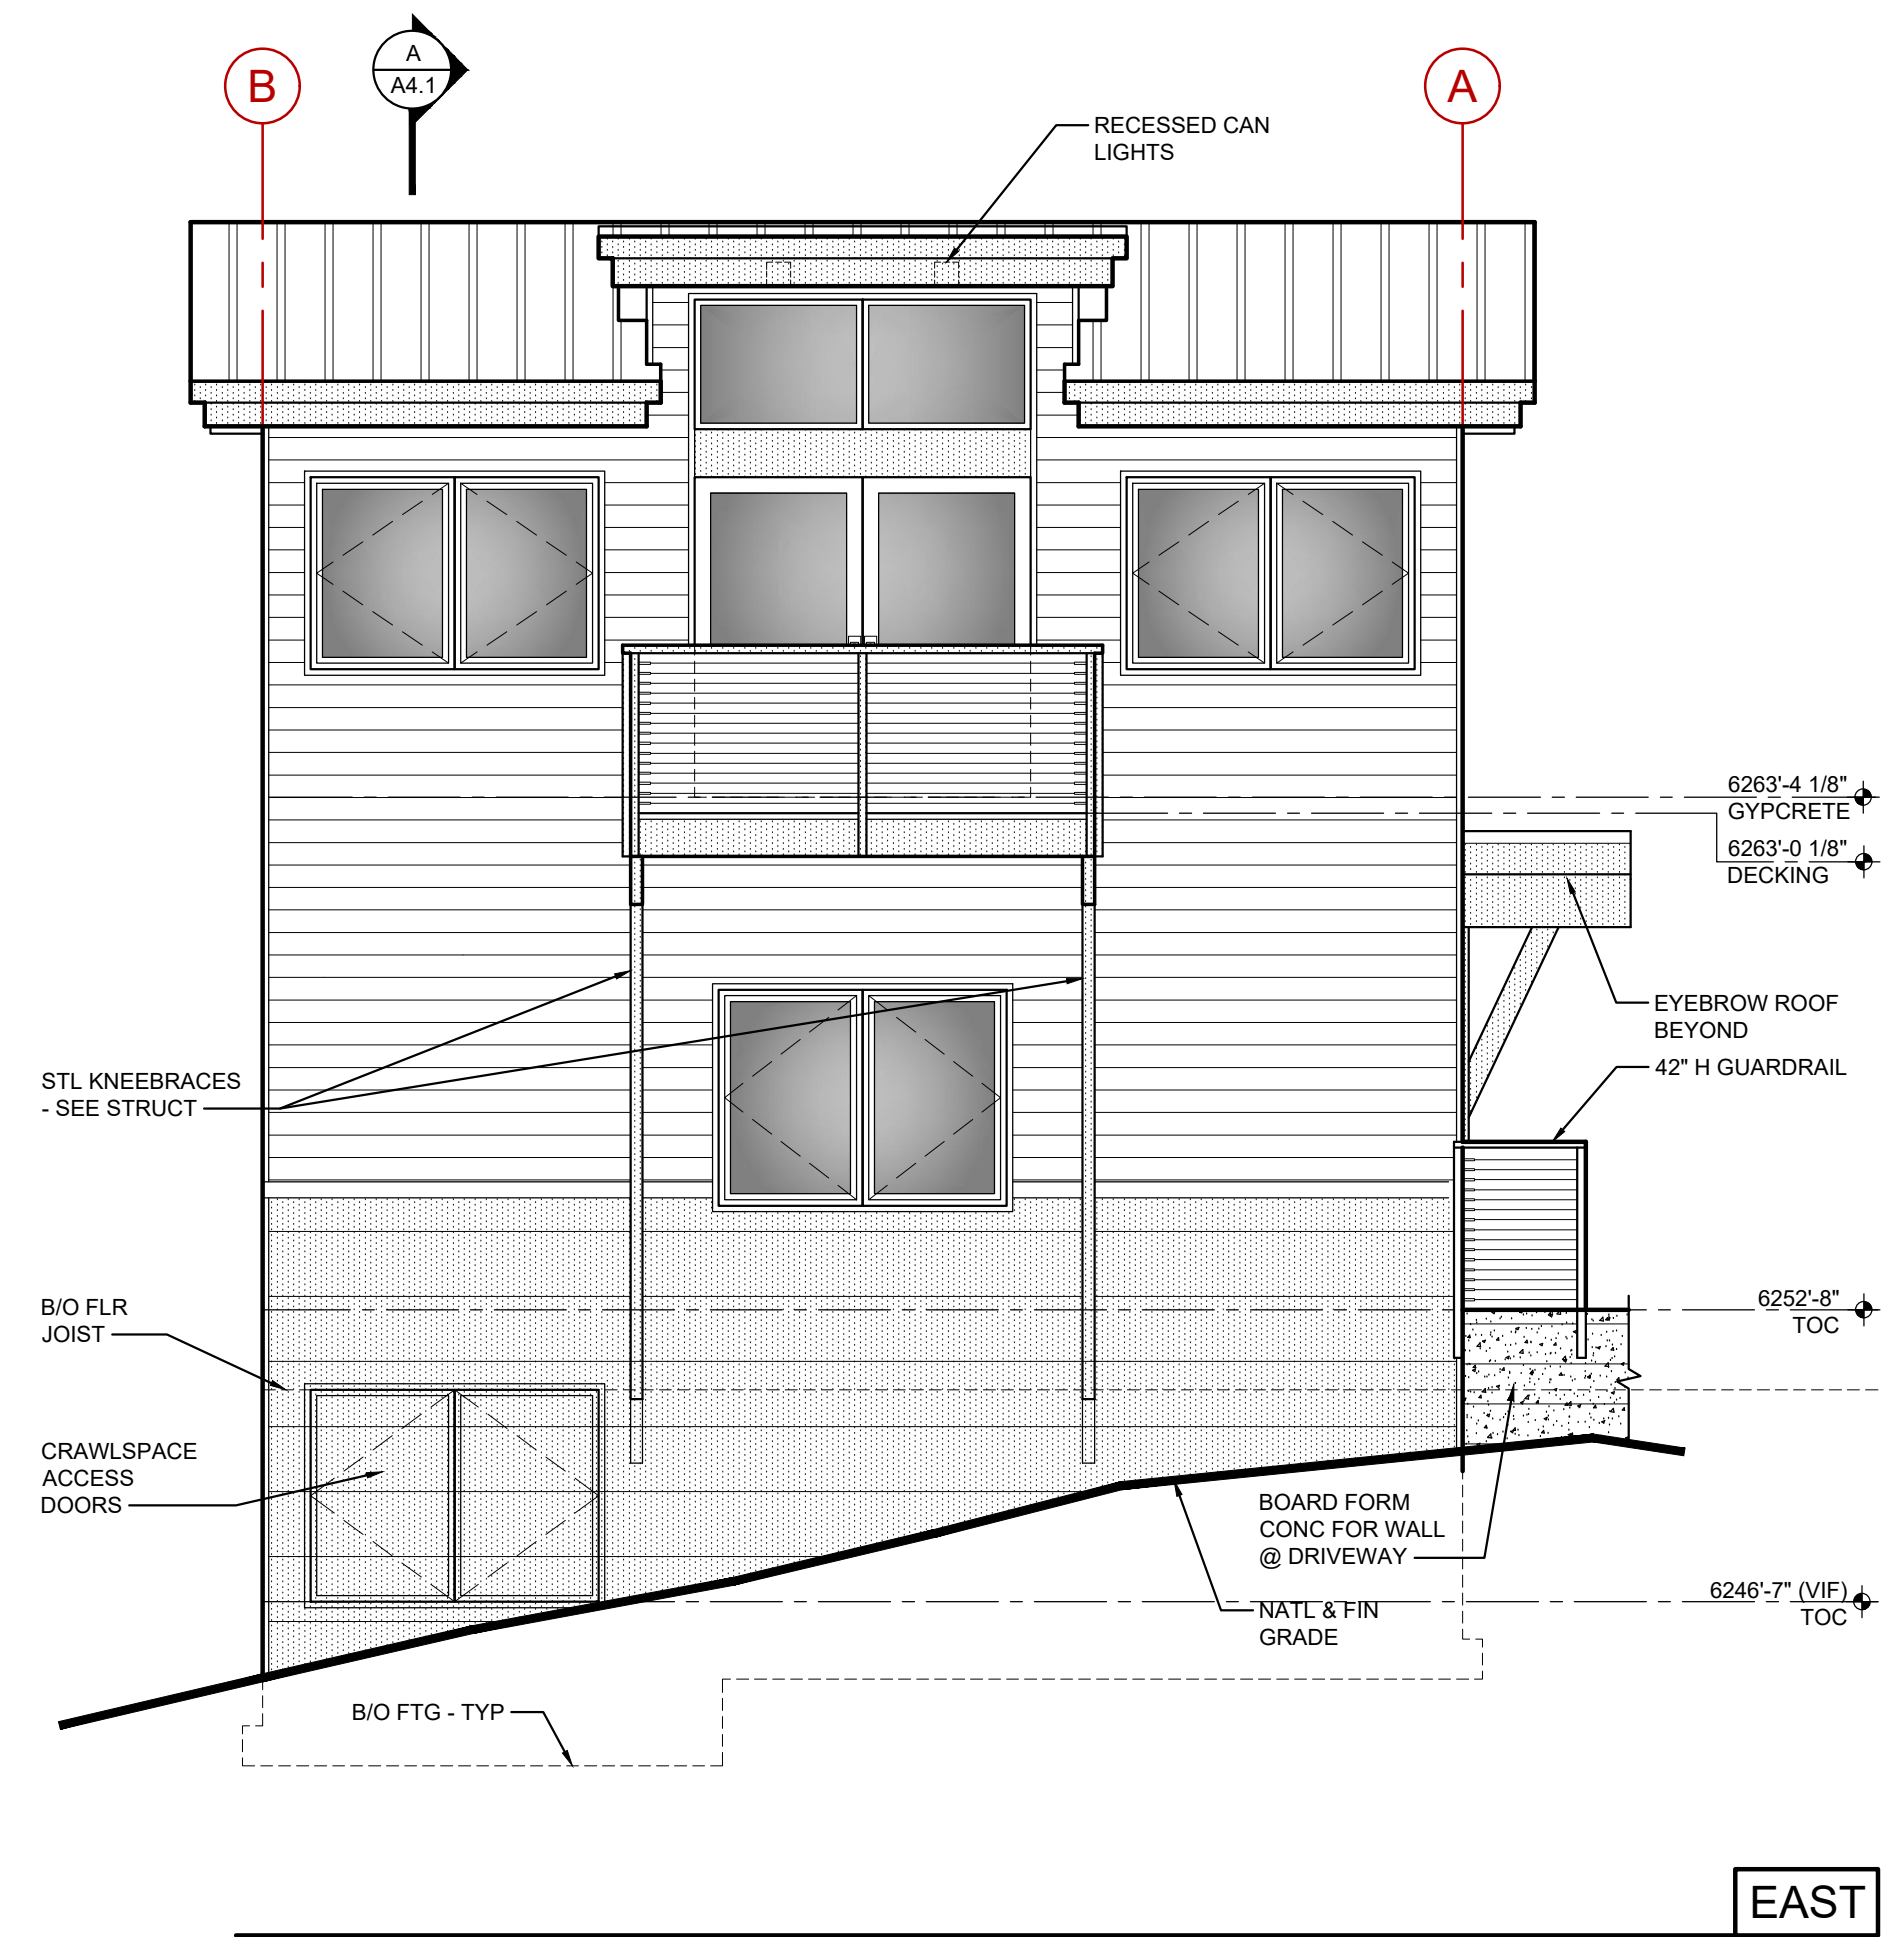 B
A
A4.1
A
RECESSED CAN
LIGHTS
6263'-4 1/8"
GYPCRETE
6263'-0 1/8"
DECKING
EYEBROW ROOF
BEYOND
42" H GUARDRAIL
STL KNEEBRACES
- SEE STRUCT
6252'-8"
TOC
B/O FLR
JOIST
CRAWLSPACE
ACCESS
DOORS
BOARD FORM
CONC FOR WALL
@ DRIVEWAY
6246'-7" (VIF)
TOC
NATL & FIN
GRADE
B/O FTG - TYP
EAST